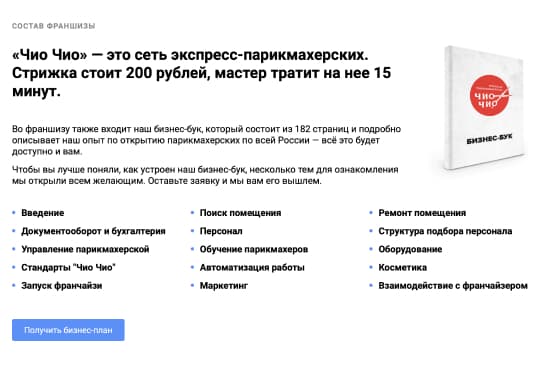 СОСТАВ ФРАНШИЗЫ
«Чио Чио» — это сеть экспресс-парикмахерских.
Стрижка стоит 200 рублей, мастер тратит на нее 15
минут.
ЧИО
ЧИО
БИЗНЕС-БУК
Во франшизу также входит наш бизнес-бук, который состоит из 182 страниц и подробно
описывает наш опыт по открытию парикмахерских по всей России — всё это будет
доступно и вам.
Чтобы вы лучше поняли, как устроен наш бизнес-бук, несколько тем для ознакомления
мы открыли всем желающим. Оставьте заявку и мы вам его вышлем.
• Введение
• Документооборот и бухгалтерия
• Управление парикмахерской
• Стандарты "Чио Чио"
• Запуск франчайзи
• Поиск помещения
• Персонал
• Обучение парикмахеров
• Автоматизация работы
• Маркетинг
• Ремонт помещения
• Структура подбора персонала
• Оборудование
• Косметика
• Взаимодействие с франчайзером
Получить бизнес-план